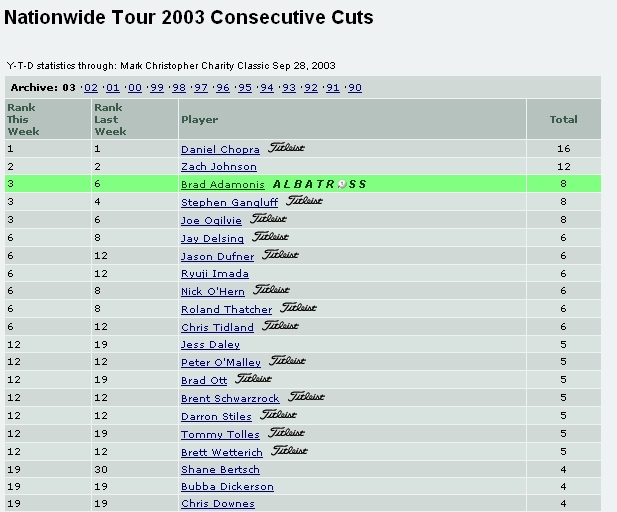 Nationwide Tour 2003 Consecutive Cuts
Y-T-D statistics through: Mark Christopher Charity Classic Sep 28, 2003
Archive: 03 · 02 · 01 · 00 · 99 · 98 · 97 · 96 · 95 · 94 · 93 · 92 · 91 · 90
Rank This Week Rank Last Week Player Total
1 1 Daniel Chopra Titleist 16
2 2 Zach Johnson 12
3 6 Brad Adamonis ALBATROSS 8
3 4 Stephen Gangluff Titleist 8
3 6 Joe Ogilvie Titleist 8
6 8 Jay Delsing Titleist 6
6 12 Jason Dufner Titleist 6
6 12 Ryuji Imada 6
6 8 Nick O'Hern Titleist 6
6 8 Roland Thatcher Titleist 6
6 12 Chris Tidland Titleist 6
12 19 Jess Daley 5
12 12 Peter O'Malley Titleist 5
12 19 Brad Ott Titleist 5
12 12 Brent Schwarzrock Titleist 5
12 12 Darron Stiles Titleist 5
12 19 Tommy Tolles Titleist 5
12 12 Brett Wetterich Titleist 5
19 30 Shane Bertsch 4
19 19 Bubba Dickerson 4
19 19 Chris Downes 4